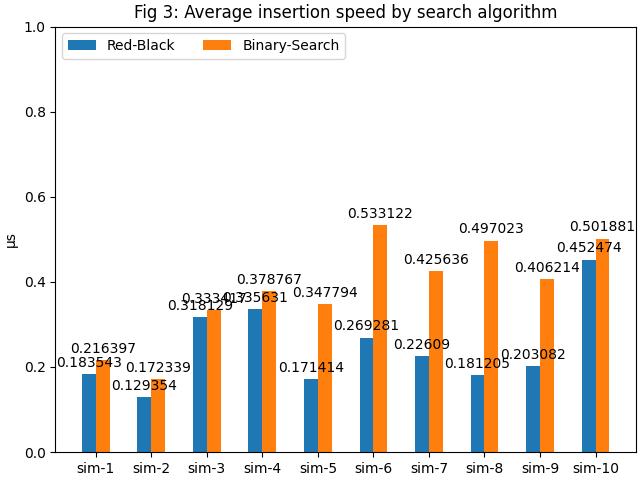 Fig 3: Average insertion speed by search algorithm
1.0
Red-Black
Binary-Search
0.8
0.6
μs
0.4
0.2
0.0
0.183543
0.216397
0.129354
0.172339
0.318129
0.333417
0.335631
0.378767
0.171414
0.347794
0.269281
0.533122
0.22609
0.425636
0.181205
0.497023
0.203082
0.406214
0.452474
0.501881
sim-1
sim-2
sim-3
sim-4
sim-5
sim-6
sim-7
sim-8
sim-9
sim-10